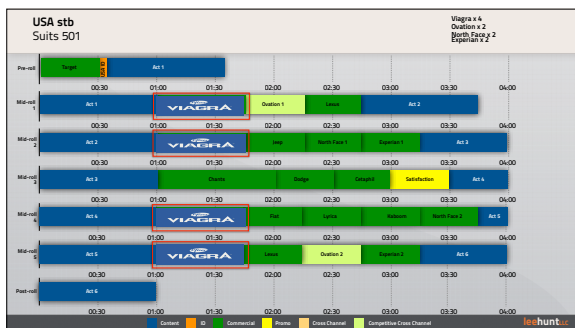 USA stb
Suits 501
Viagra x 4
Ovation x 2
North Face x 2
Experian x 2
Pre-roll
Target
USA ID
Act 1
00:30 01:00 01:30 02:00 02:30 03:00 03:30 04:00
Mid-roll 1
Act 1
VIAGRA
Ovation 1
Lexus
Act 2
00:30 01:00 01:30 02:00 02:30 03:00 03:30 04:00
Mid-roll 2
Act 2
VIAGRA
Jeep
North Face 1
Experian 1
Act 3
00:30 01:00 01:30 02:00 02:30 03:00 03:30 04:00
Mid-roll 3
Act 3
Chantix
Dodge
Satisfaction
Act 4
00:30 01:00 01:30 02:00 02:30 03:00 03:30 04:00
Mid-roll 4
Act 4
VIAGRA
Fiat
Lyrica
North Face 2
Act 5
00:30 01:00 01:30 02:00 02:30 03:00 03:30 04:00
Mid-roll 5
Act 5
VIAGRA
Lexus
Ovation 2
Experian 2
Act 6
00:30 01:00 01:30 02:00 02:30 03:00 03:30 04:00
Post-roll
Act 6
00:30 01:00 01:30 02:00 02:30 03:00 03:30 04:00
Content ID Commercial Promo Cross Channel Competitive Cross Channel
leehunt LLC